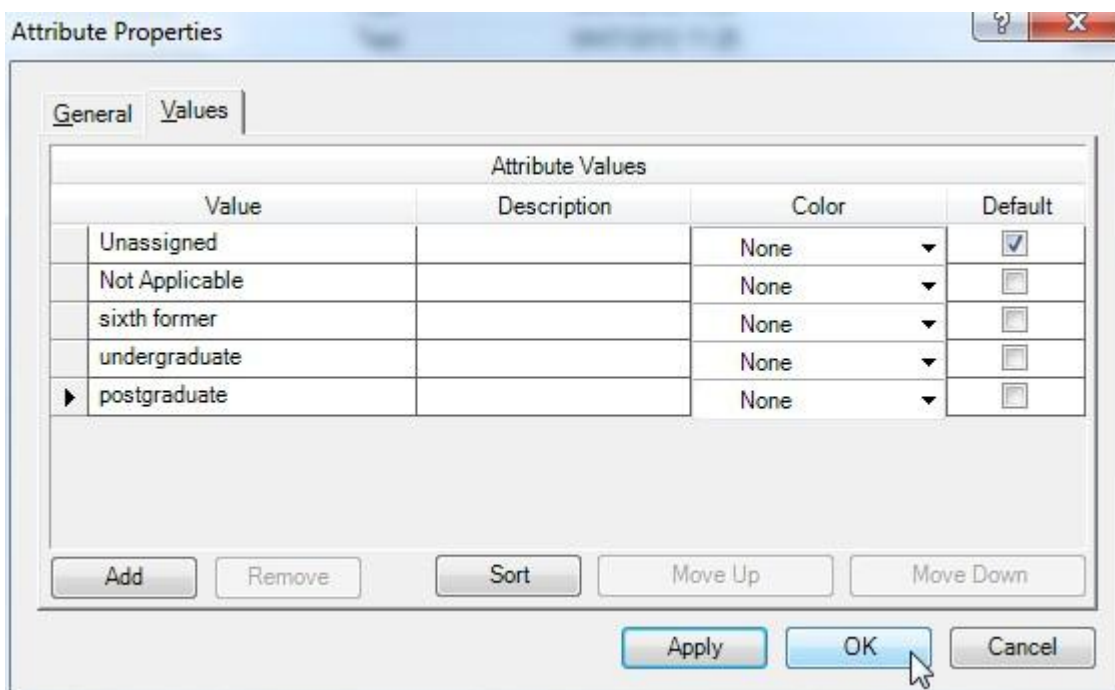 Attribute Properties
General Values
Attribute Values
Value Description Color Default
Unassigned None
Not Applicable None
sixth former None
undergraduate None
postgraduate None
Add Remove Sort Move Up Move Down
Apply OK Cancel